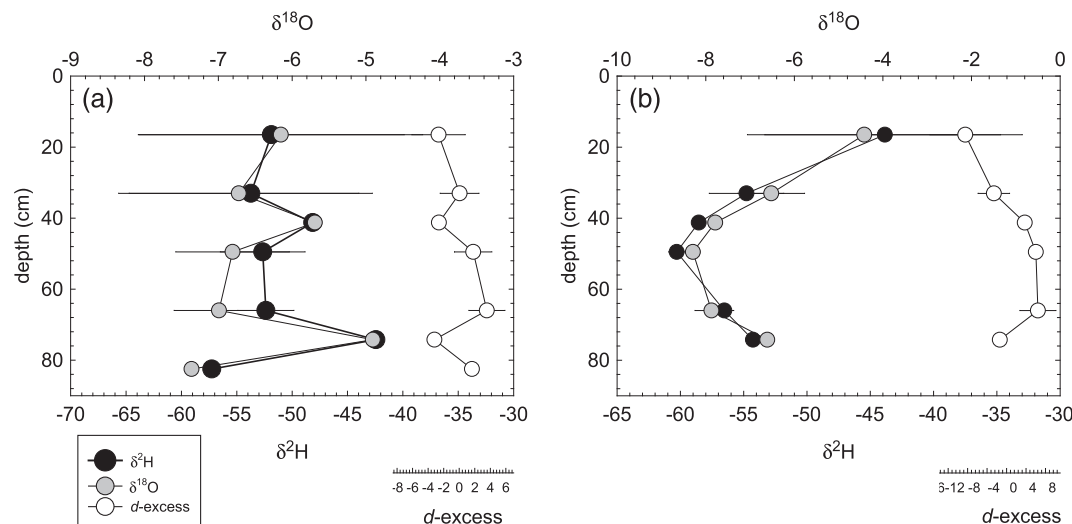 δ18O
-9 -8 -7 -6 -5 -4 -3
(a)
depth (cm)
0
20
40
60
80
-70 -65 -60 -55 -50 -45 -40 -35 -30
δ2H
δ2H
δ18O
d-excess
-8 -6 -4 -2 0 2 4 6
d-excess
δ18O
-10 -8 -6 -4 -2 0
(b)
depth (cm)
0
20
40
60
80
-65 -60 -55 -50 -45 -40 -35 -30
δ2H
-12 -8 -4 0 4 8
d-excess